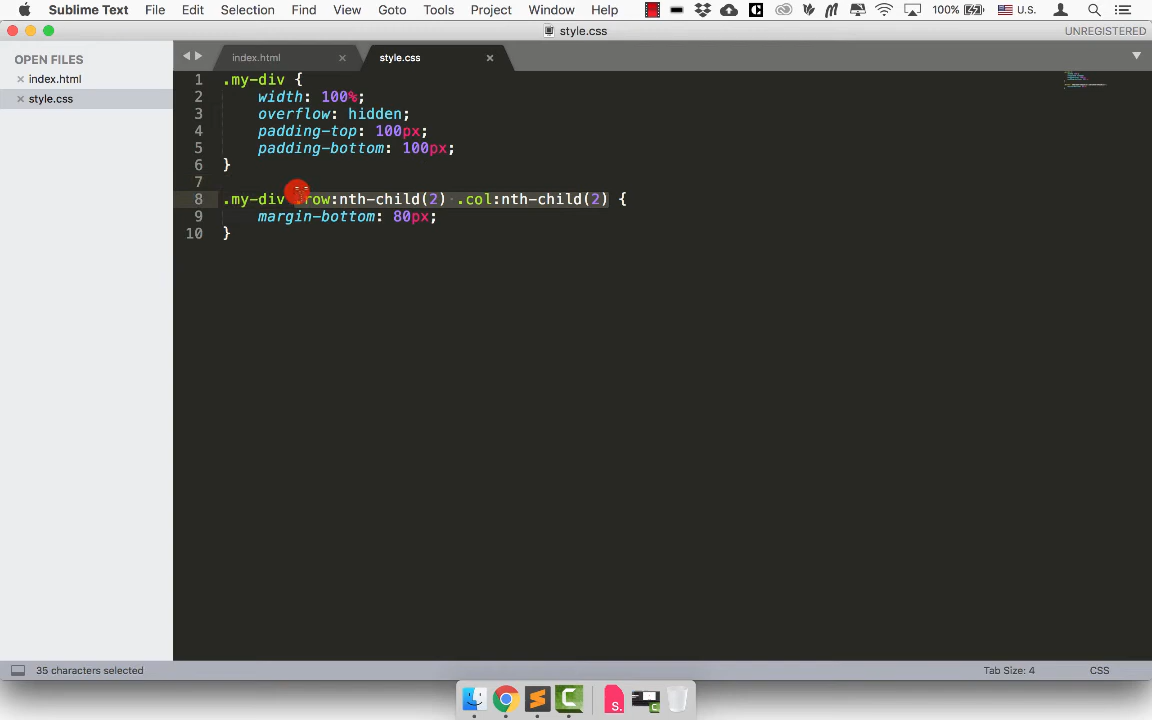 Sublime Text File Edit Selection Find View Goto Tools Project Window Help 100% U.S.
style.css UNREGISTERED
OPEN FILES
index.html
style.css
index.html style.css
1 .my-div {
2 width: 100%;
3 overflow: hidden;
4 padding-top: 100px;
5 padding-bottom: 100px;
6 }
7
8 .my-div row:nth-child(2) .col:nth-child(2) {
9 margin-bottom: 80px;
10 }
35 characters selected Tab Size: 4 CSS
S.